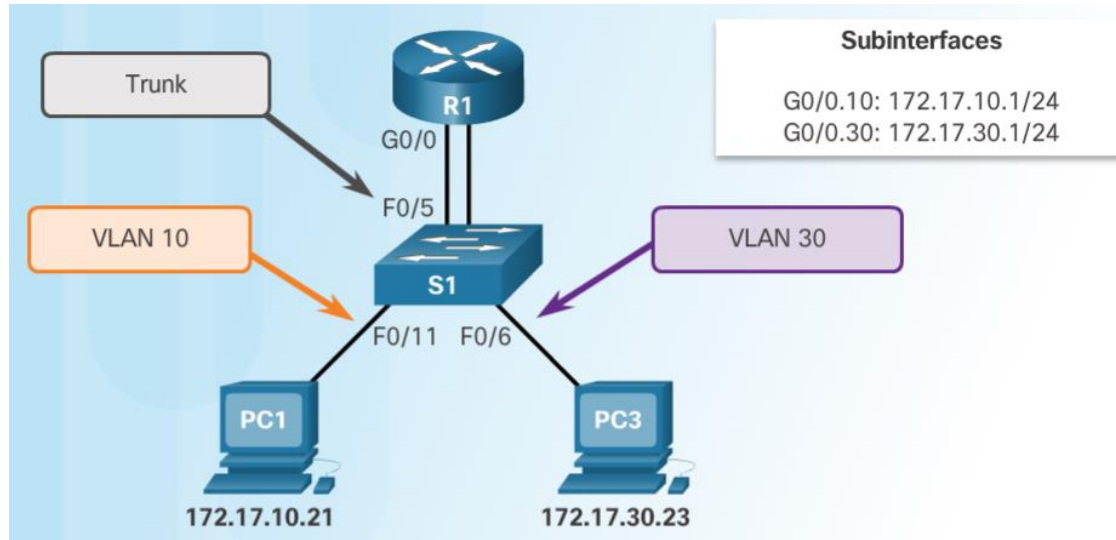 Subinterfaces
G0/0.10: 172.17.10.1/24
G0/0.30: 172.17.30.1/24
Trunk
R1
G0/0
F0/5
VLAN 10
VLAN 30
S1
F0/11 F0/6
PC1
PC3
172.17.10.21
172.17.30.23